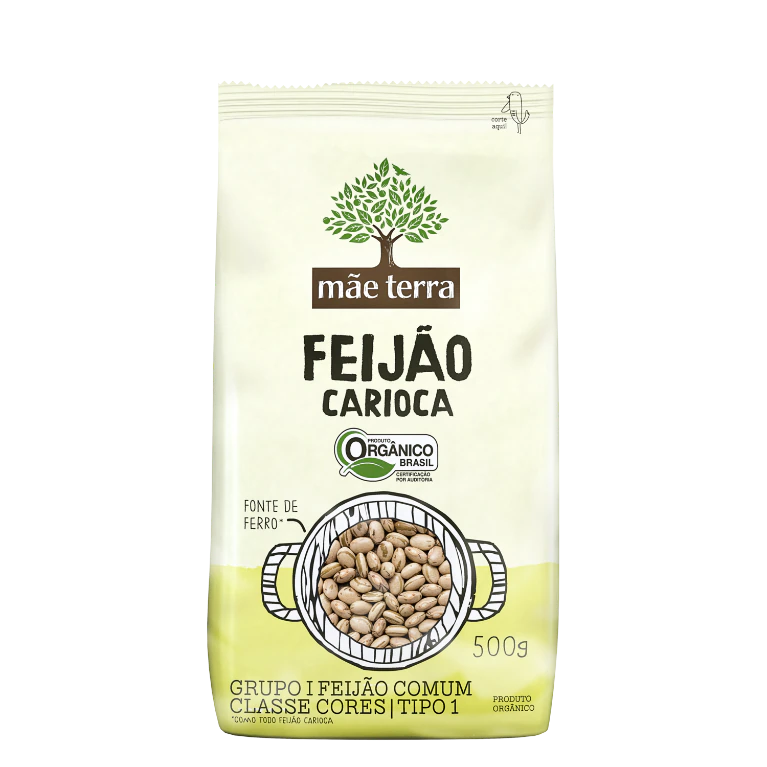 corte
aqui
mãe terra
FEIJÃO
CARIOCA
PRODUTO
ORGÂNICO
BRASIL
CERTIFICAÇÃO
POR AUDITORIA
FONTE DE
FERRO*
500g
GRUPO I FEIJÃO COMUM
CLASSE CORES|TIPO 1
*COMO TODO FEIJÃO CARIOCA
PRODUTO
ORGÂNICO